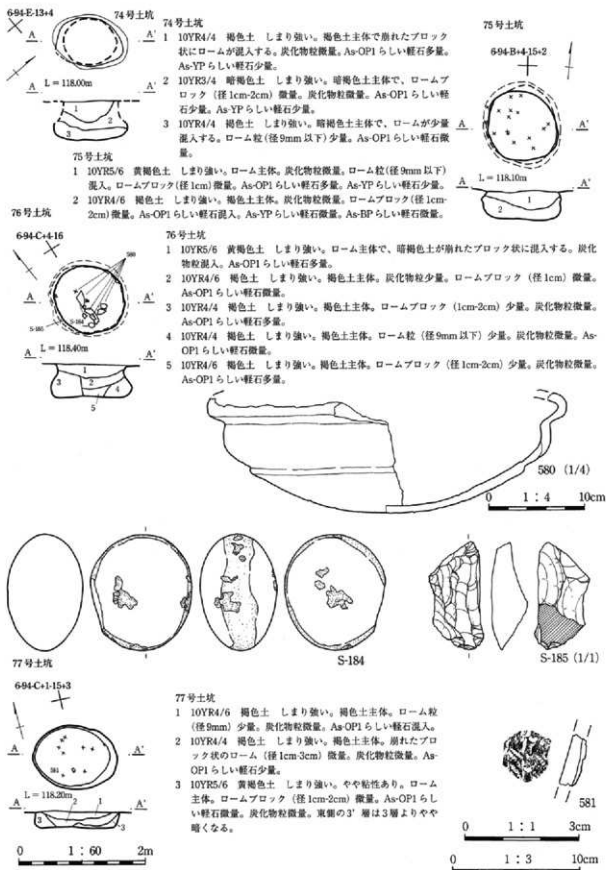 6-94-E-13+4
74号土坑
A
A'
L = 118.00m
1
2
3
74号土坑
1 10YR4/4 褐色土 しまり強い。褐色土主体で崩れたブロック
状にロームが混入する。炭化物粒微量。As-OP1らしい軽石多量。
As-YPらしい軽石少量。
2 10YR3/4 暗褐色土 しまり強い。暗褐色土主体で、ロームブ
ロック（径1cm-2cm）微量。炭化物粒微量。As-OP1らしい軽
石少量。As-YPらしい軽石少量。
3 10YR4/4 褐色土 しまり強い。暗褐色土主体で、ロームが少量
混入する。ローム粒（径9mm以下）少量。As-OP1らしい軽石微
量。
75号土坑
6-94-B+4-15+2
A
A'
L = 118.10m
1
2
75号土坑
1 10YR5/6 黄褐色土 しまり強い。ローム主体。炭化物粒微量。ローム粒（径9mm以下）
混入。ロームブロック（径1cm）微量。As-OP1らしい軽石多量。As-YPらしい軽石少量。
2 10YR4/6 褐色土 しまり強い。褐色土主体。炭化物粒微量。ロームブロック（径1cm-
2cm）微量。As-OP1らしい軽石混入。As-YPらしい軽石微量。As-BPらしい軽石微量。
76号土坑
6-94-C+4-16
580
A
A'
S-185
S-184
L = 118.40m
A
A'
1
2
3
4
5
76号土坑
1 10YR5/6 黄褐色土 しまり強い。ローム主体で、暗褐色土が崩れたブロック状に混入する。炭化
物粒混入。As-OP1らしい軽石多量。
2 10YR4/6 褐色土 しまり強い。褐色土主体。炭化物粒少量。ロームブロック（径1cm）微量。
As-OP1らしい軽石微量。
3 10YR4/4 褐色土 しまり強い。褐色土主体。ロームブロック（1cm-2cm）少量。炭化物粒微量。
As-OP1らしい軽石多量。
4 10YR4/4 褐色土 しまり強い。褐色土主体。ローム粒（径9mm以下）少量。炭化物粒微量。As-
OP1らしい軽石微量。
5 10YR4/6 褐色土 しまり強い。褐色土主体。ロームブロック（径1cm-2cm）少量。炭化物粒微量。
As-OP1らしい軽石多量。
580 (1/4)
0 1:4 10cm
S-184
S-185 (1/1)
77号土坑
6-94-C+1-15+3
A
A'
581
L = 118.20m
A
A'
2
1
3'
3
0 1:60 2m
77号土坑
1 10YR4/6 褐色土 しまり強い。褐色土主体。ローム粒
（径9mm）少量。炭化物粒微量。As-OP1らしい軽石混入。
2 10YR4/4 褐色土 しまり強い。褐色土主体。崩れたブロ
ック状のローム（径1cm-3cm）微量。炭化物粒微量。As-
OP1らしい軽石少量。
3 10YR5/6 黄褐色土 しまり強い。やや粘性あり。ローム
主体。ロームブロック（径1cm-2cm）微量。As-OP1らし
い軽石微量。炭化物粒微量。東側の3'層は3層よりやや
暗くなる。
581
0 1:1 3cm
0 1:3 10cm